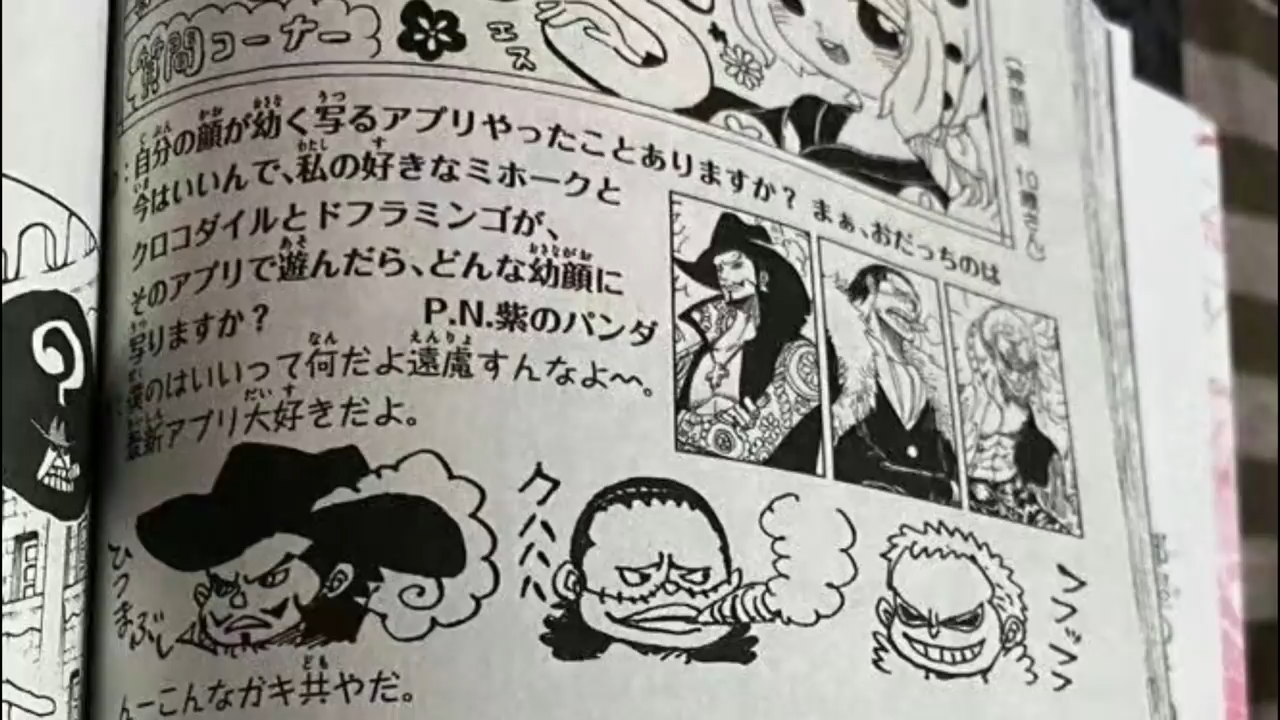 質問コーナー
エス
(神奈川県 10歳さん)
自分の顔が幼く写るアプリやったことありますか? まぁ、おだっちのは
今はいいんで、私の好きなミホークと
クロコダイルとドフラミンゴが、
そのアプリで遊んだら、どんな幼顔に
写りますか? P.N.紫のパンダ
僕のはいいって何だよ遠慮すんなよ〜。
最新アプリ大好きだよ。
ひつまぶし
クハハハ
フフッフッ
んーこんなガキ共やだ。